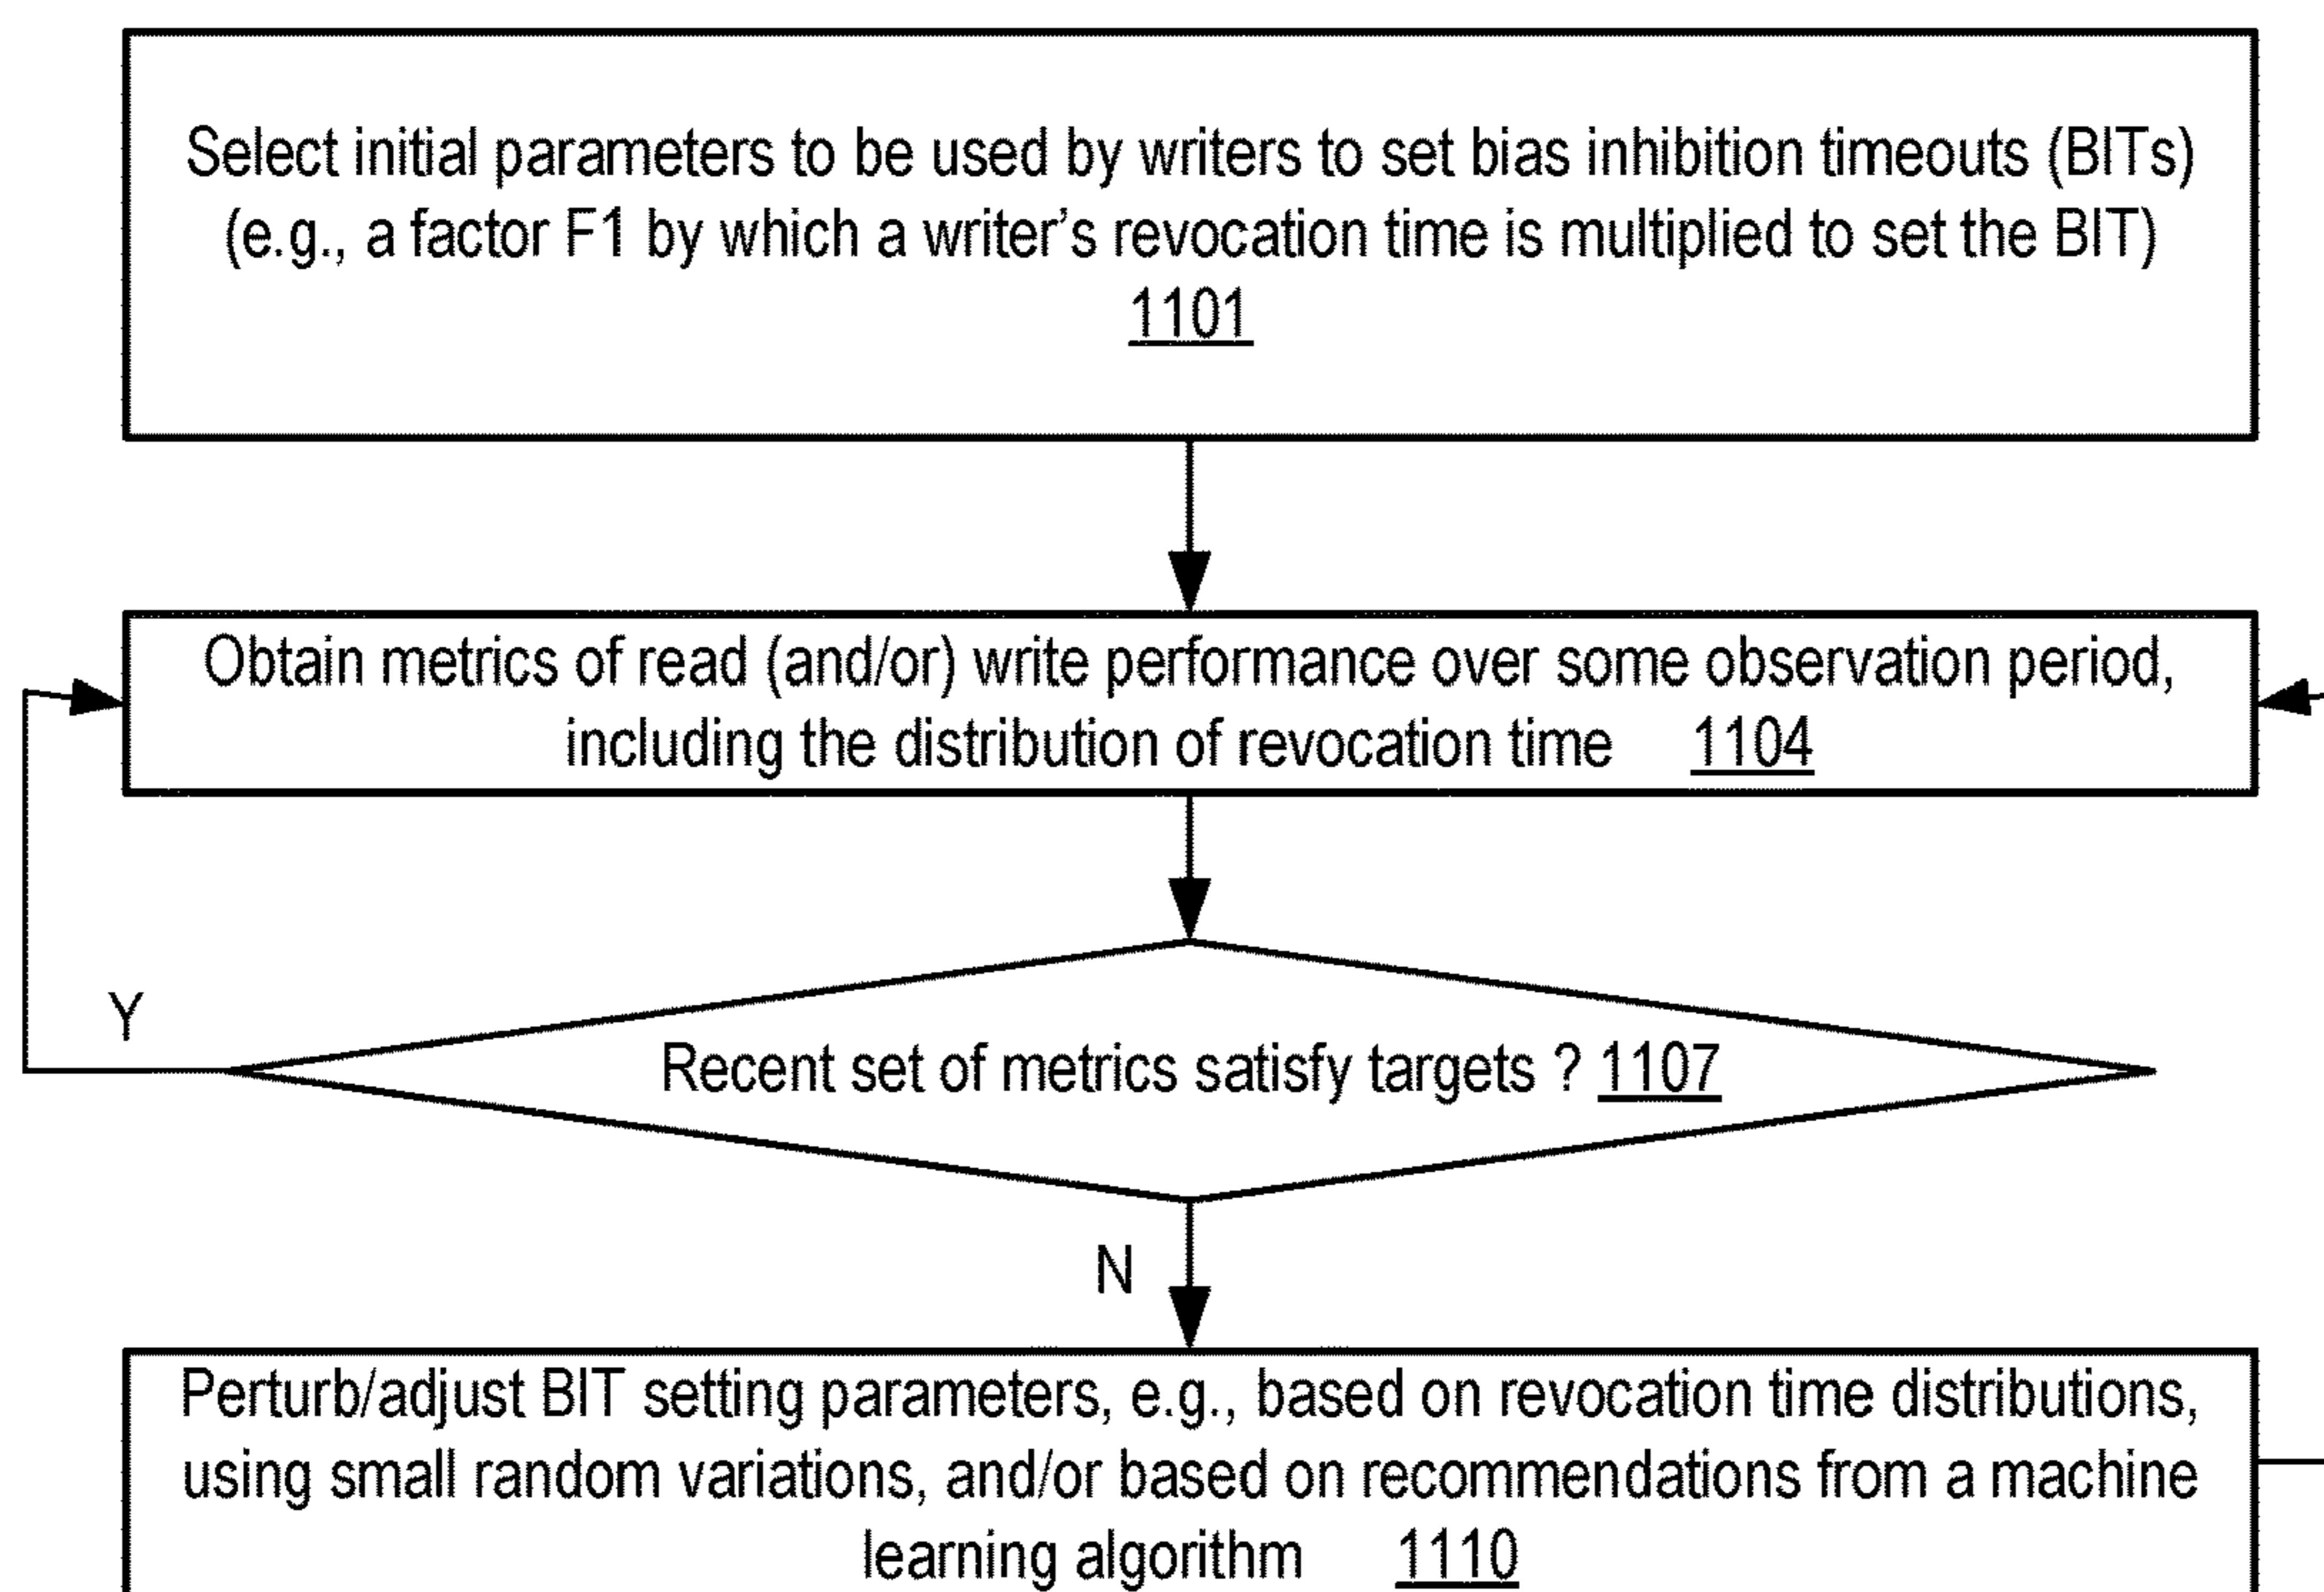 Select initial parameters to be used by writers to set bias inhibition timeouts (BITs)
(e.g., a factor F1 by which a writer's revocation time is multiplied to set the BIT)
1101
Obtain metrics of read (and/or) write performance over some observation period,
including the distribution of revocation time 1104
Y
Recent set of metrics satisfy targets ? 1107
N
Perturb/adjust BIT setting parameters, e.g., based on revocation time distributions,
using small random variations, and/or based on recommendations from a machine
learning algorithm 1110